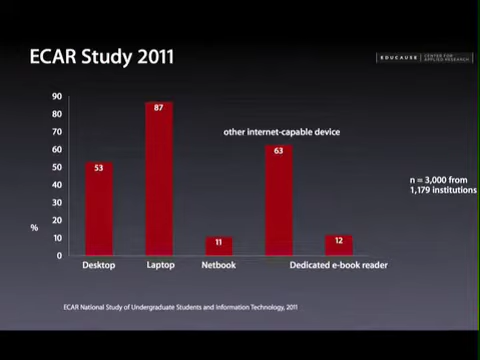 ECAR Study 2011
EDUCAUSE CENTER FOR APPLIED RESEARCH
90
80
70
60
50
40
30
20
10
0
%
53
87
11
other internet-capable device
63
12
n = 3,000 from
1,179 institutions
Desktop Laptop Netbook Dedicated e-book reader
ECAR National Study of Undergraduate Students and Information Technology, 2011